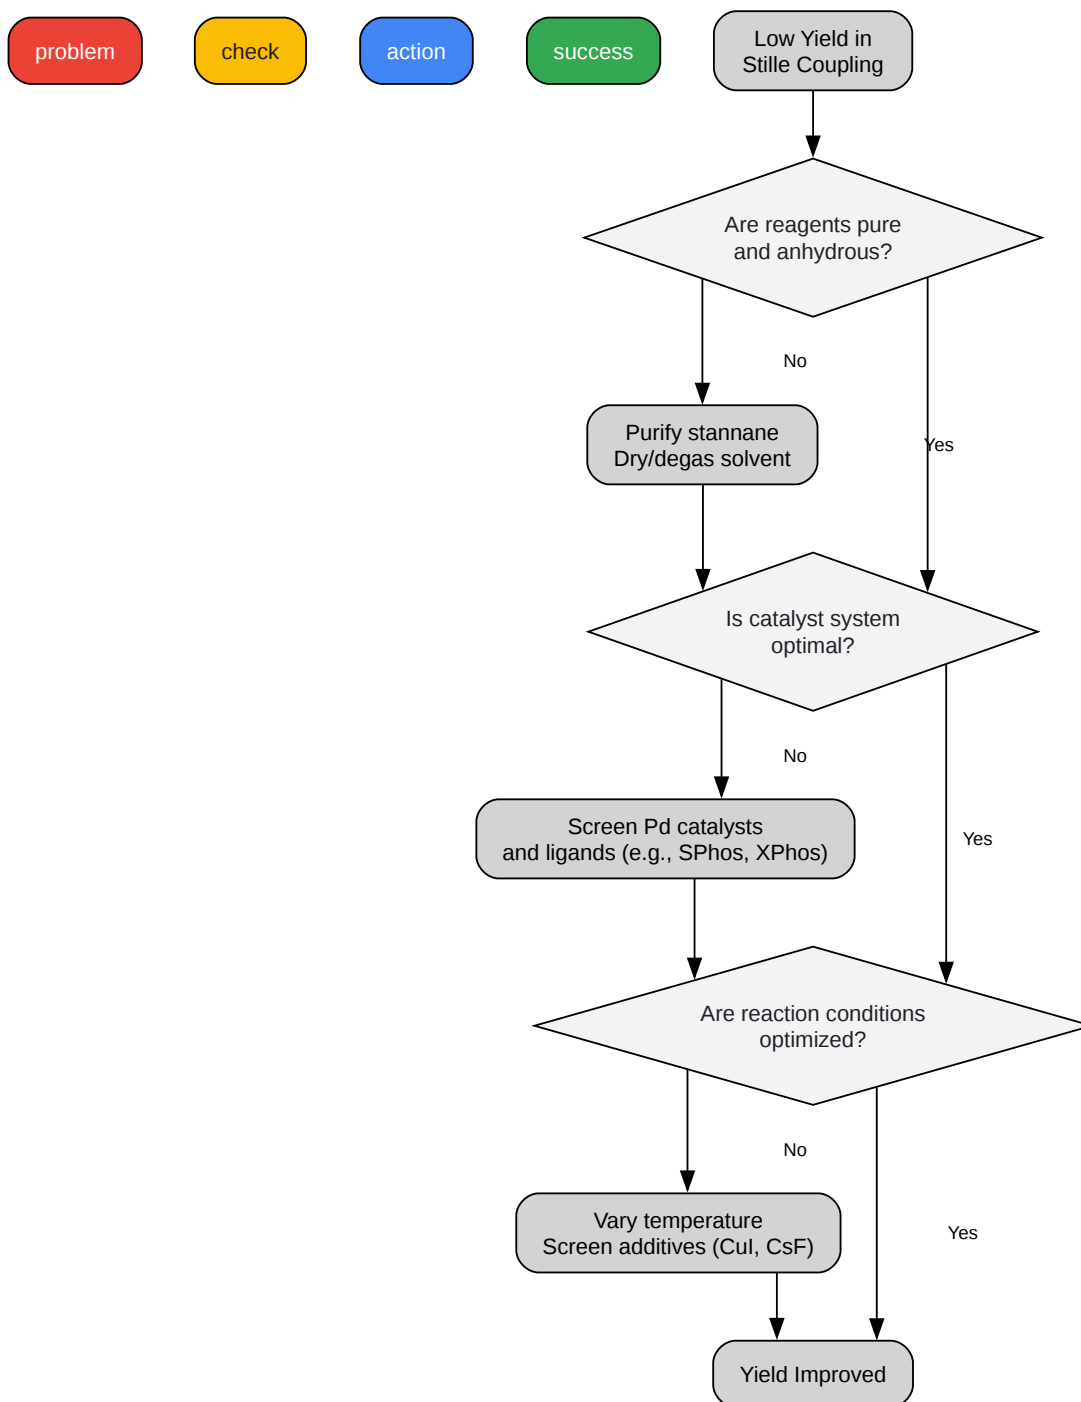 problem
check
action
success
Low Yield in
Stille Coupling
Are reagents pure
and anhydrous?
No
Purify stannane
Dry/degas solvent
Yes
Is catalyst system
optimal?
No
Screen Pd catalysts
and ligands (e.g., SPhos, XPhos)
Yes
Are reaction conditions
optimized?
No
Vary temperature
Screen additives (CuI, CsF)
Yes
Yield Improved